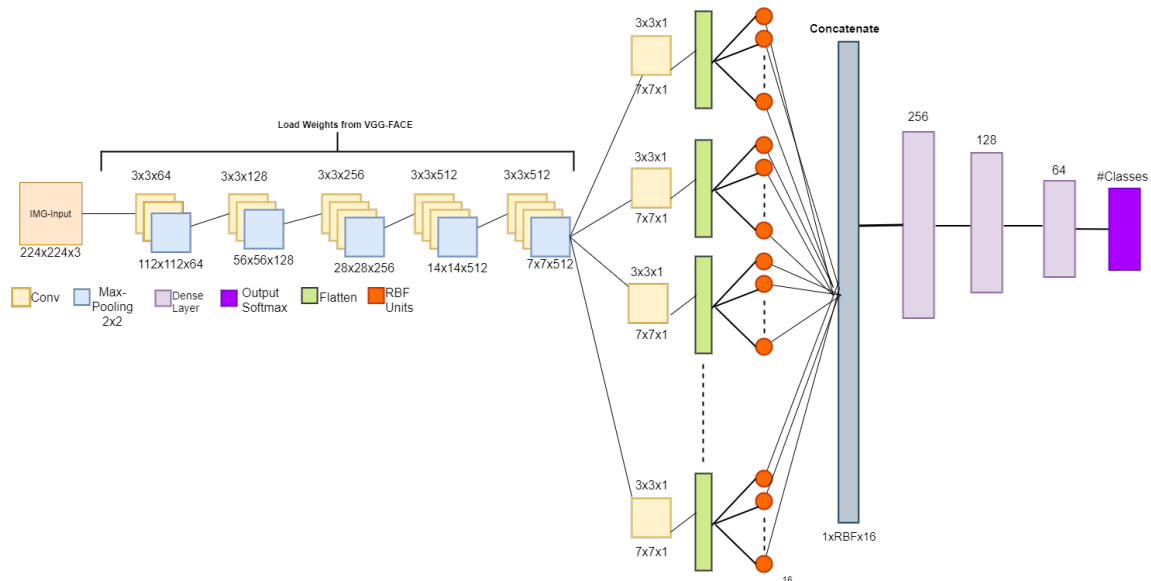 Load Weights from VGG-FACE
IMG-Input
224x224x3
3x3x64
3x3x128
3x3x256
3x3x512
3x3x512
112x112x64
56x56x128
28x28x256
14x14x512
7x7x512
Conv
Max-
Pooling
2x2
Dense
Layer
Output
Softmax
Flatten
RBF
Units
3x3x1
7x7x1
3x3x1
7x7x1
3x3x1
7x7x1
3x3x1
7x7x1
16
Concatenate
1xRBFx16
256
128
64
#Classes